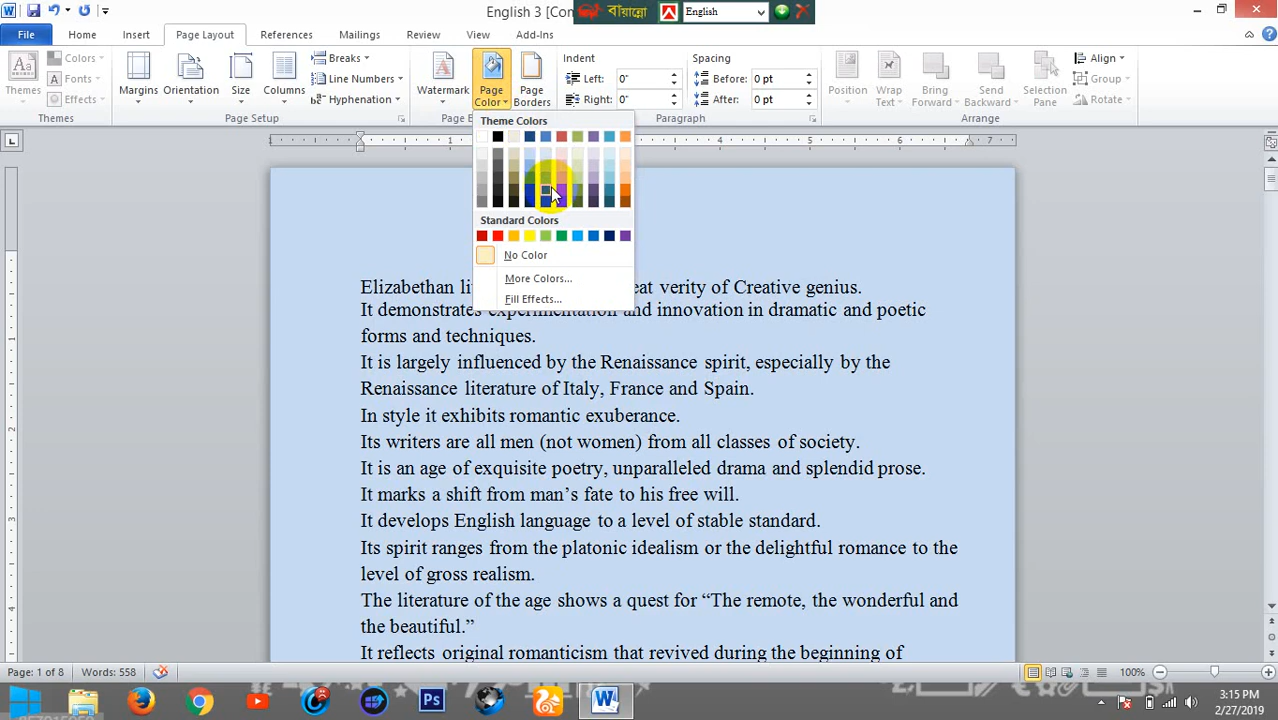 English 3 [Con
বায়ান্নো
English
File Home Insert Page Layout References Mailings Review View Add-Ins
Themes
Colors
Fonts
Effects
Themes
Margins
Orientation
Size
Columns
Breaks
Line Numbers
Hyphenation
Page Setup
Watermark
Page Color
Page Borders
Indent
Left: 0"
Right: 0"
Spacing
Before: 0 pt
After: 0 pt
Paragraph
Position
Wrap Text
Bring Forward
Send Backward
Selection Pane
Align
Group
Rotate
Arrange
Theme Colors
Standard Colors
No Color
More Colors...
Fill Effects...
Elizabethan li eat verity of Creative genius.
It demonstrates experimentation and innovation in dramatic and poetic
forms and techniques.
It is largely influenced by the Renaissance spirit, especially by the
Renaissance literature of Italy, France and Spain.
In style it exhibits romantic exuberance.
Its writers are all men (not women) from all classes of society.
It is an age of exquisite poetry, unparalleled drama and splendid prose.
It marks a shift from man’s fate to his free will.
It develops English language to a level of stable standard.
Its spirit ranges from the platonic idealism or the delightful romance to the
level of gross realism.
The literature of the age shows a quest for “The remote, the wonderful and
the beautiful.”
It reflects original romanticism that revived during the beginning of
Page: 1 of 8 Words: 558 100%
3:15 PM
2/27/2019